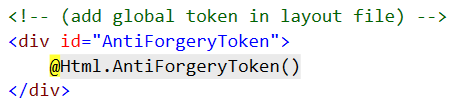 <!-- (add global token in layout file) -->
<div id="AntiForgeryToken">
    @Html.AntiForgeryToken()
</div>